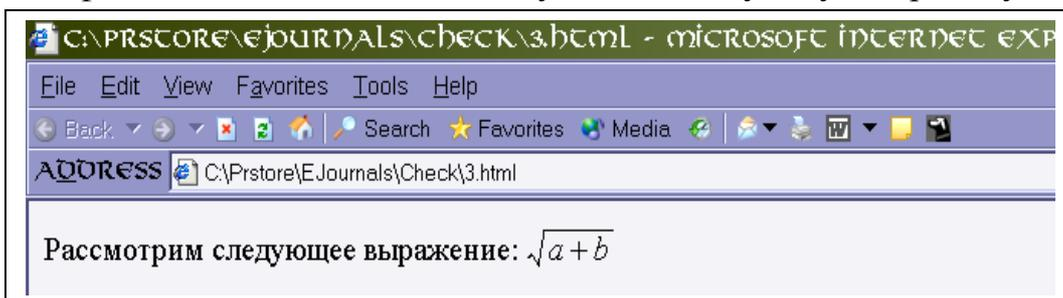 C:\Prstore\EJournals\Check\3.html - Microsoft Internet Exp
File Edit View Favorites Tools Help
Back Search Favorites Media
Address C:\Prstore\EJournals\Check\3.html
Рассмотрим следующее выражение: √a+b